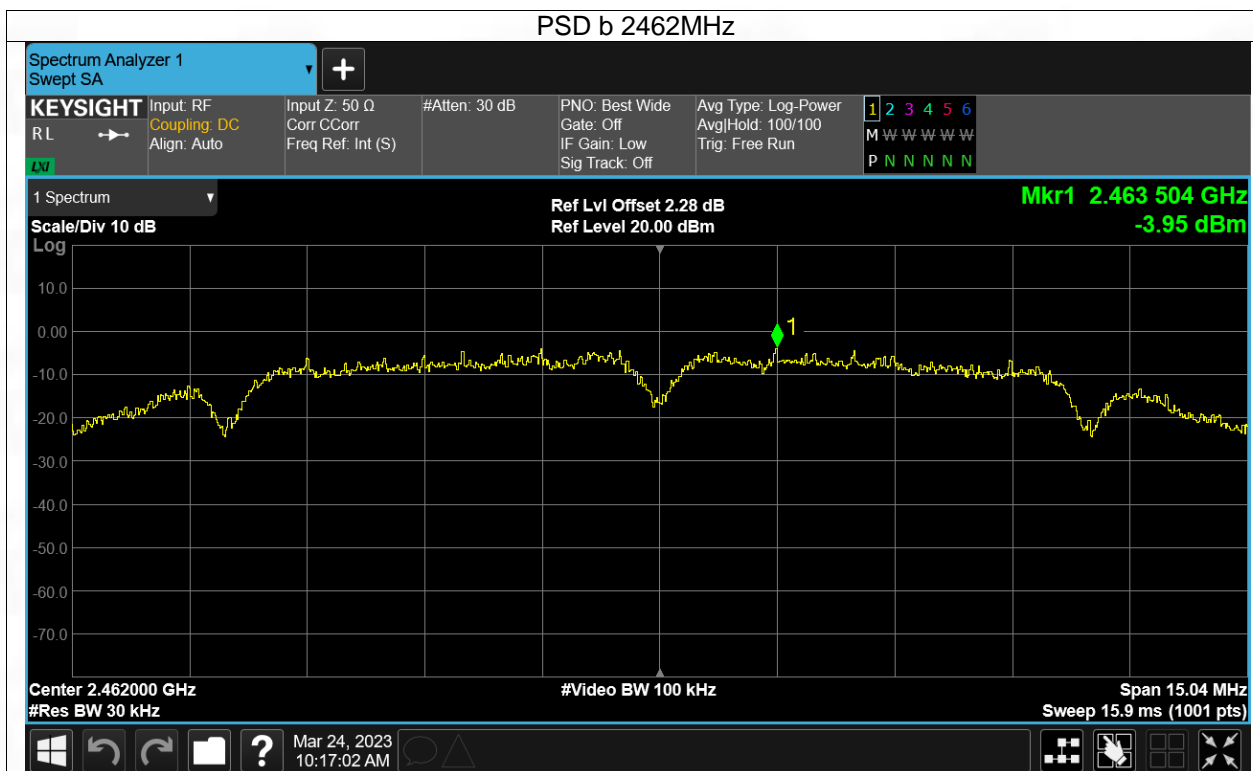 PSD b 2462MHz
Spectrum Analyzer 1
Swept SA
KEYSIGHT
RL
LXI
Input: RF
Coupling: DC
Align: Auto
Input Z: 50 Ω
Corr CCorr
Freq Ref: Int (S)
#Atten: 30 dB
PNO: Best Wide
Gate: Off
IF Gain: Low
Sig Track: Off
Avg Type: Log-Power
Avg|Hold: 100/100
Trig: Free Run
1 2 3 4 5 6
M W W W W W
P N N N N N
1 Spectrum
Scale/Div 10 dB
Ref Lvl Offset 2.28 dB
Ref Level 20.00 dBm
Mkr1 2.463 504 GHz
-3.95 dBm
Log
10.0
0.00
-10.0
-20.0
-30.0
-40.0
-50.0
-60.0
-70.0
1
Center 2.462000 GHz
#Res BW 30 kHz
#Video BW 100 kHz
Span 15.04 MHz
Sweep 15.9 ms (1001 pts)
?
Mar 24, 2023
10:17:02 AM